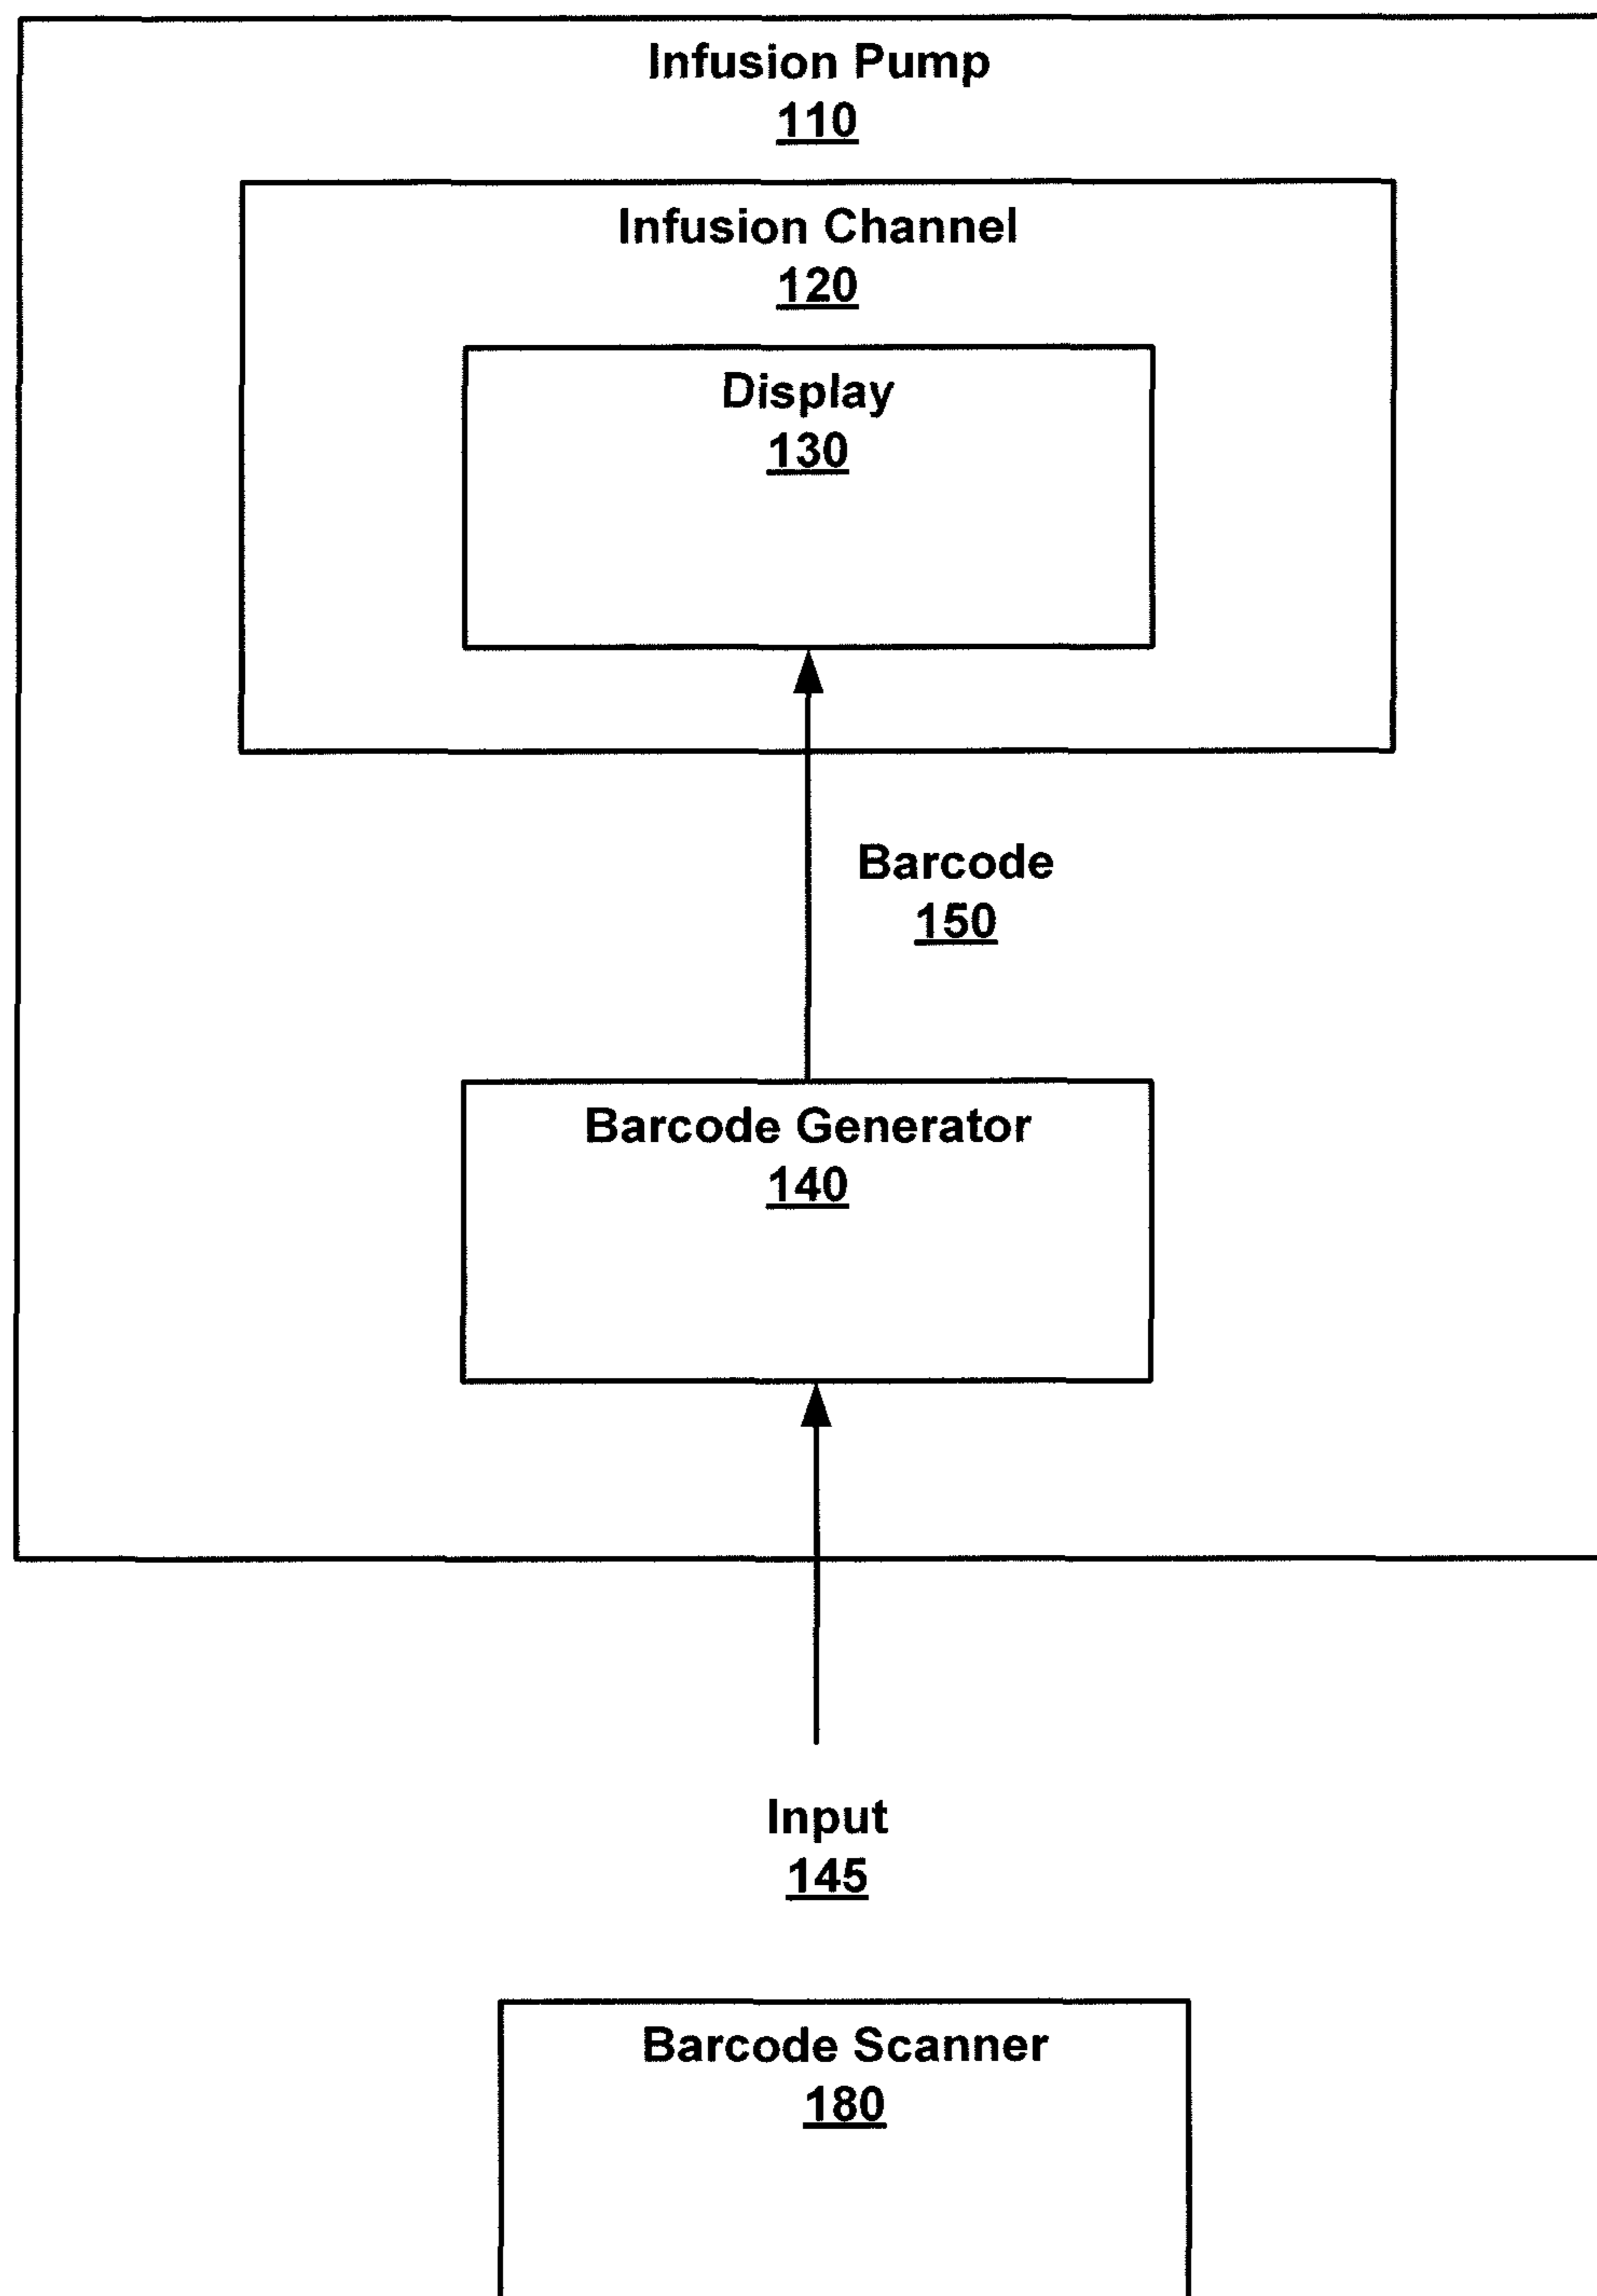 Infusion Pump
110
Infusion Channel
120
Display
130
Barcode
150
Barcode Generator
140
Input
145
Barcode Scanner
180